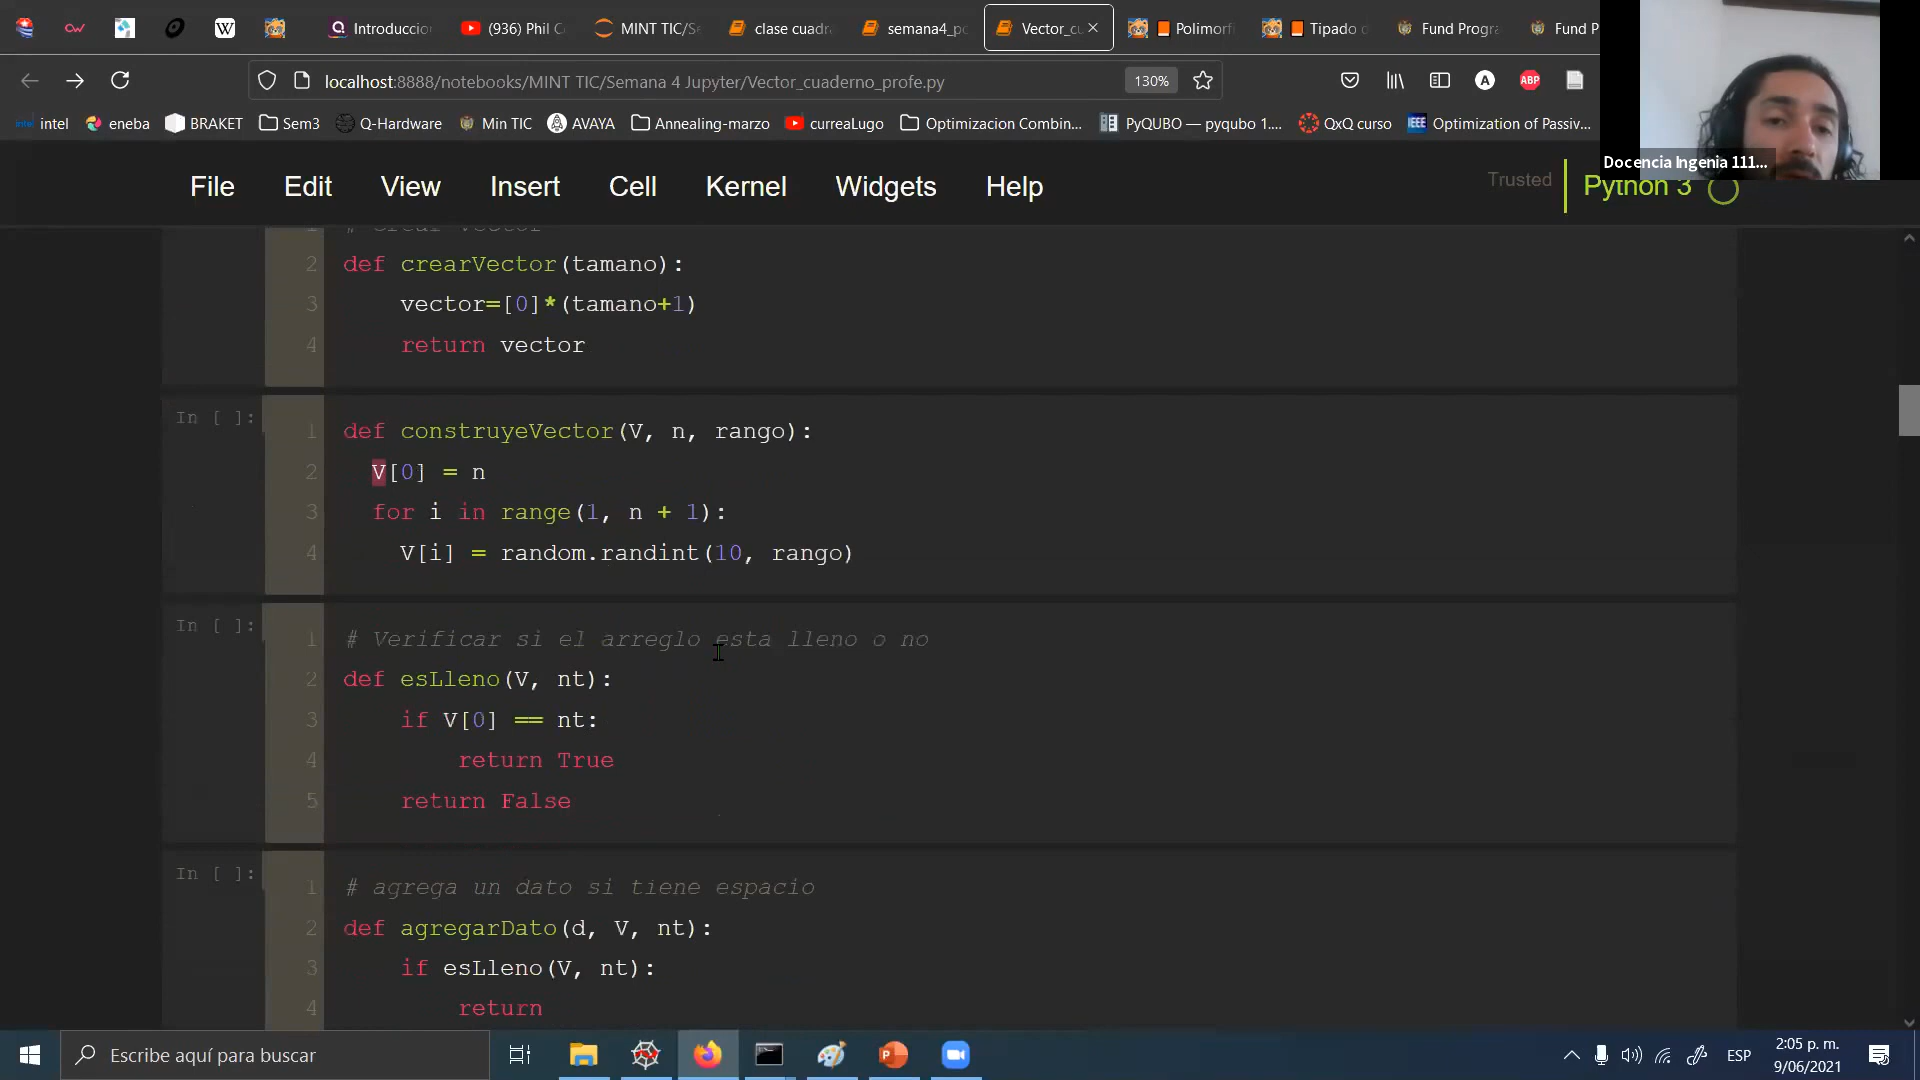 Introduccio
(936) Phil C
MINT TIC/Se
clase cuadra
semana4_po
Vector_cu
Polimorfi
Tipado d
Fund Progra
Fund P
localhost:8888/notebooks/MINT TIC/Semana 4 Jupyter/Vector_cuaderno_profe.py
130%
ABP
intel
eneba
BRAKET
Sem3
Q-Hardware
Min TIC
AVAYA
Annealing-marzo
curreaLugo
Optimizacion Combin...
PyQUBO — pyqubo 1....
QxQ curso
IEEE
Optimization of Passiv...
Docencia Ingenia 111...
File
Edit
View
Insert
Cell
Kernel
Widgets
Help
Trusted
Python 3
2 def crearVector(tamano):
3 vector=[0]*(tamano+1)
4 return vector
In [ ]:
1 def construyeVector(V, n, rango):
2 V[0] = n
3 for i in range(1, n + 1):
4 V[i] = random.randint(10, rango)
In [ ]:
1 # Verificar si el arreglo esta lleno o no
2 def esLleno(V, nt):
3 if V[0] == nt:
4 return True
5 return False
In [ ]:
1 # agrega un dato si tiene espacio
2 def agregarDato(d, V, nt):
3 if esLleno(V, nt):
4 return
Escribe aquí para buscar
ESP
2:05 p. m.
9/06/2021